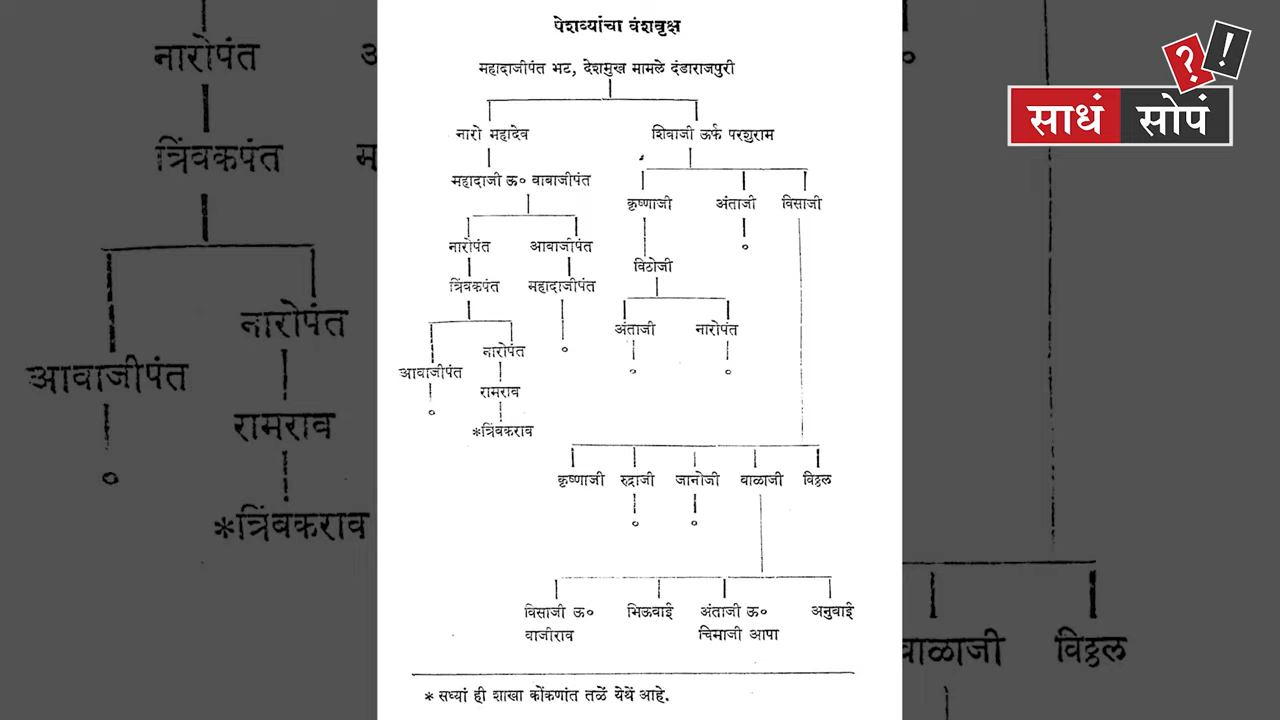 पेशव्यांचा वंशवृक्ष
महादाजीपंत भट, देशमुख मामले दंडाराजपुरी
नारो महादेव
शिवाजी ऊर्फ परशुराम
महादाजी ऊ० बाबाजीपंत
कृष्णाजी
अंताजी
विसाजी
नारोपंत
आबाजीपंत
विठोजी
त्रिंबकपंत
महादाजीपंत
अंताजी
नारोपंत
नारोपंत
आबाजीपंत
रामराव
*त्रिंबकराव
कृष्णाजी
रुद्राजी
जानोजी
बाळाजी
विठ्ठल
विसाजी ऊ०
बाजीराव
भिऊबाई
अंताजी ऊ०
चिमाजी आपा
अनुबाई
* सध्यां ही शाखा कोंकणांत तळें येथें आहे.
साधं सोपं
?!
नारोपंत
त्रिंबकपंत
नारोपंत
आबाजीपंत
रामराव
*त्रिंबकराव
बाळाजी
विठ्ठल